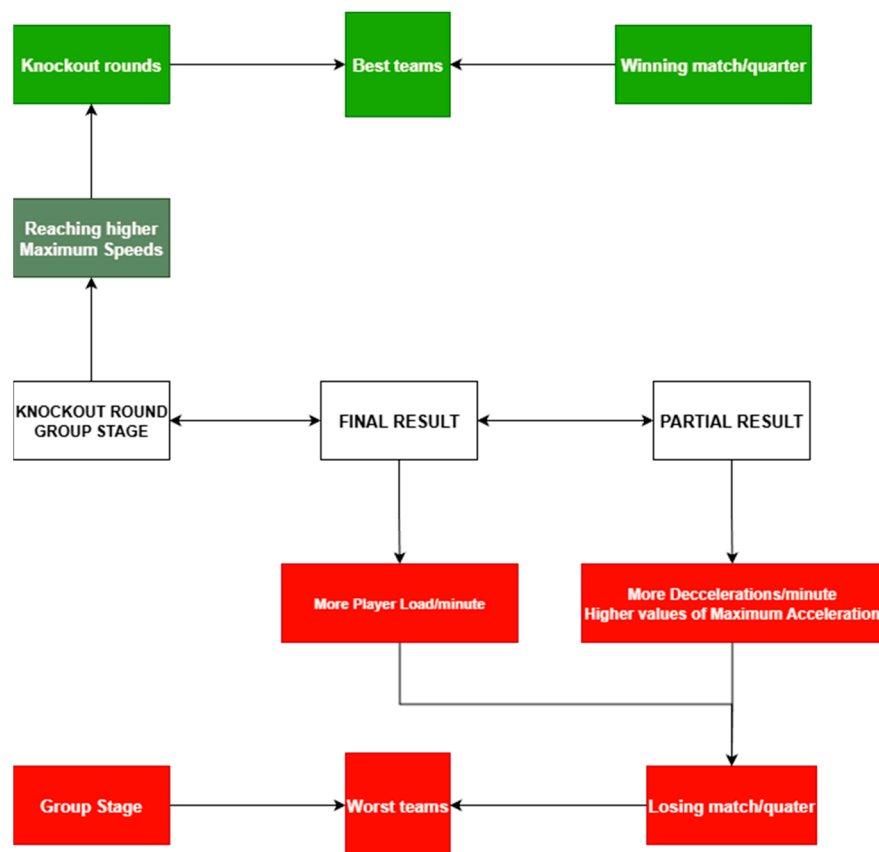 Knockout rounds
Best teams
Winning match/quarter
Reaching higher
Maximum Speeds
KNOCKOUT ROUND
GROUP STAGE
FINAL RESULT
PARTIAL RESULT
More Player Load/minute
More Deccelerations/minute
Higher values of Maximum Acceleration
Group Stage
Worst teams
Losing match/quater